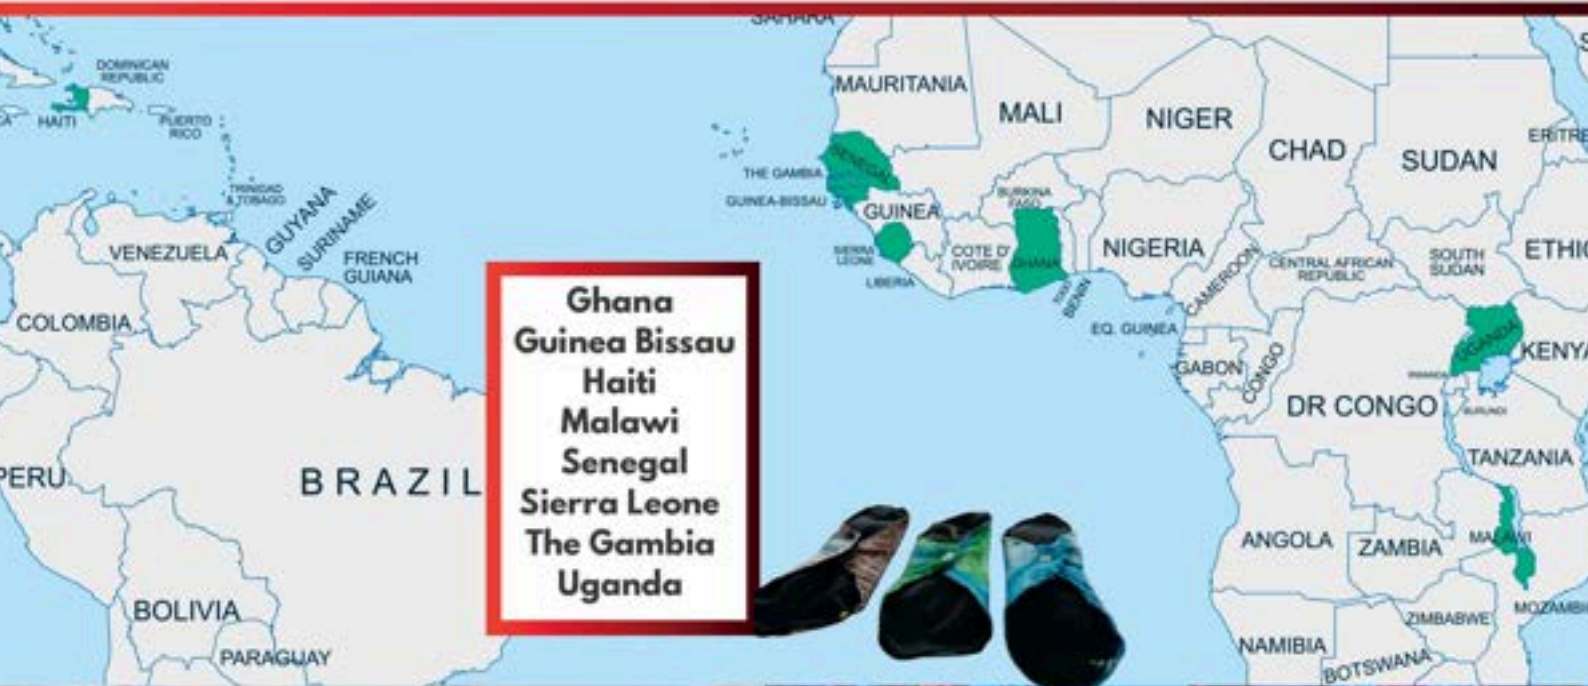 SAHARA
DOMINICAN
REPUBLIC
HAITI
PUERTO
RICO
TRINIDAD
& TOBAGO
GUYANA
SURINAME
FRENCH
GUIANA
VENEZUELA
COLOMBIA
PERU
BRAZIL
BOLIVIA
PARAGUAY
Ghana
Guinea Bissau
Haiti
Malawi
Senegal
Sierra Leone
The Gambia
Uganda
MAURITANIA
MALI
NIGER
CHAD
SUDAN
ERITRE
SENEGAL
THE GAMBIA
GUINEA-BISSAU
GUINEA
SIERRA
LEONE
LIBERIA
COTE D'
IVOIRE
BURKINA
FASO
GHANA
TOGO
BENIN
NIGERIA
CAMEROON
CENTRAL AFRICAN
REPUBLIC
SOUTH
SUDAN
ETHIO
EQ. GUINEA
GABON
CONGO
DR CONGO
UGANDA
KENYA
RWANDA
BURUNDI
TANZANIA
ANGOLA
ZAMBIA
MALAWI
MOZAMBI
ZIMBABWE
NAMIBIA
BOTSWANA